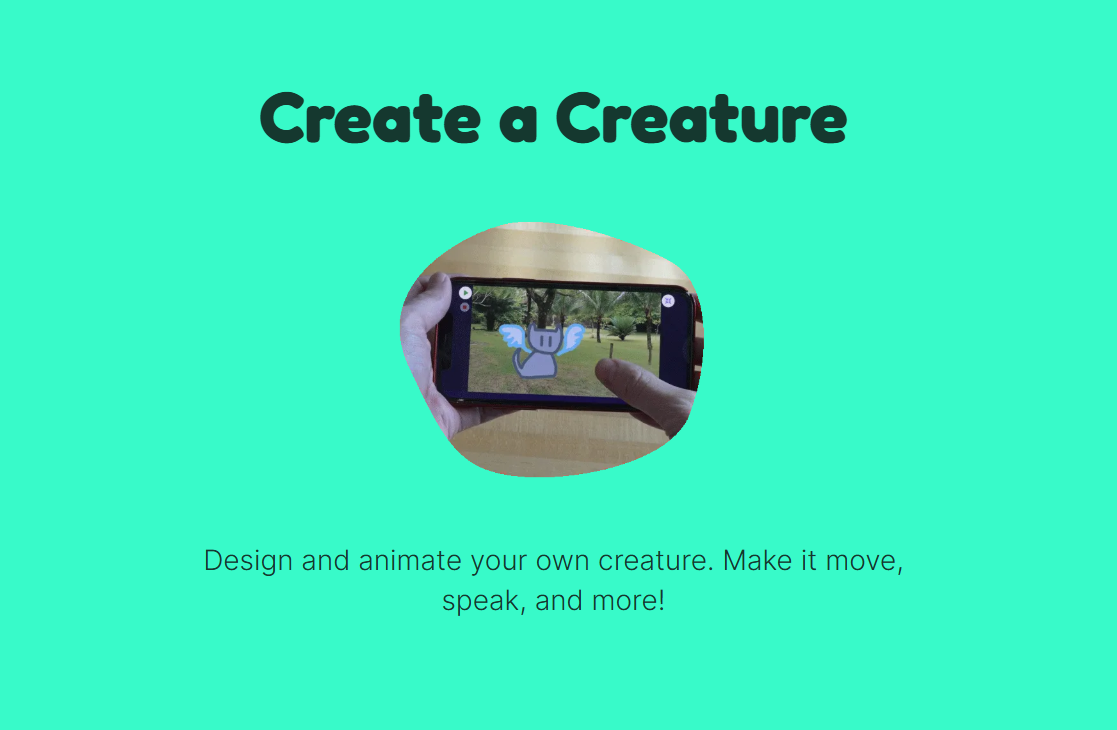 Create a Creature
Design and animate your own creature. Make it move,
speak, and more!